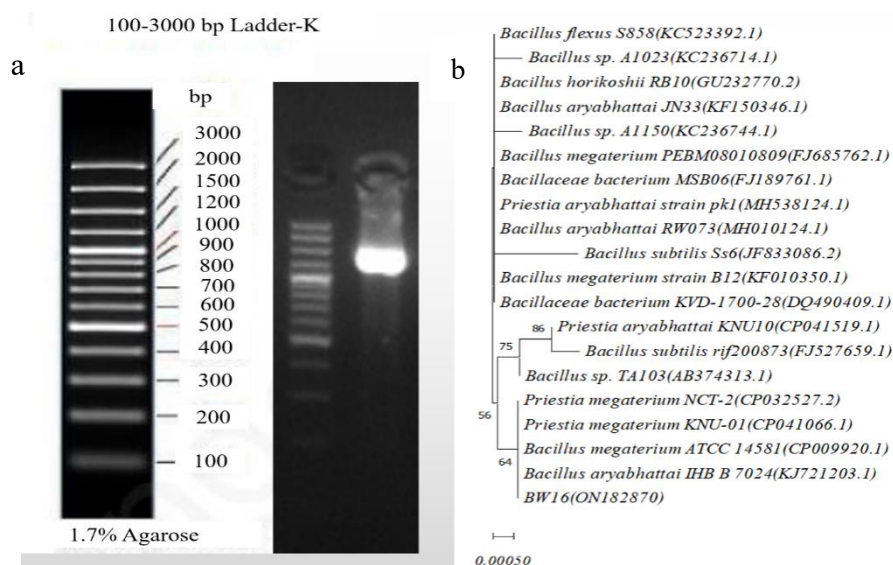 100-3000 bp Ladder-K
a
bp
3000
2000
1500
1200
1000
900
800
700
600
500
400
300
200
100
1.7% Agarose
b
Bacillus flexus S858(KC523392.1)
Bacillus sp. A1023(KC236714.1)
Bacillus horikoshii RB10(GU232770.2)
Bacillus aryabhattai JN33(KF150346.1)
Bacillus sp. A1150(KC236744.1)
Bacillus megaterium PEBM08010809(FJ685762.1)
Bacillaceae bacterium MSB06(FJ189761.1)
Priestia aryabhattai strain pk1(MH538124.1)
Bacillus aryabhattai RW073(MH010124.1)
Bacillus subtilis Ss6(JF833086.2)
Bacillus megaterium strain B12(KF010350.1)
Bacillaceae bacterium KVD-1700-28(DQ490409.1)
86 Priestia aryabhattai KNU10(CP041519.1)
75 Bacillus subtilis rif200873(FJ527659.1)
Bacillus sp. TA103(AB374313.1)
Priestia megaterium NCT-2(CP032527.2)
56 Priestia megaterium KNU-01(CP041066.1)
Bacillus megaterium ATCC 14581(CP009920.1)
64 Bacillus aryabhattai IHB B 7024(KJ721203.1)
BW16(ON182870)
0.00050